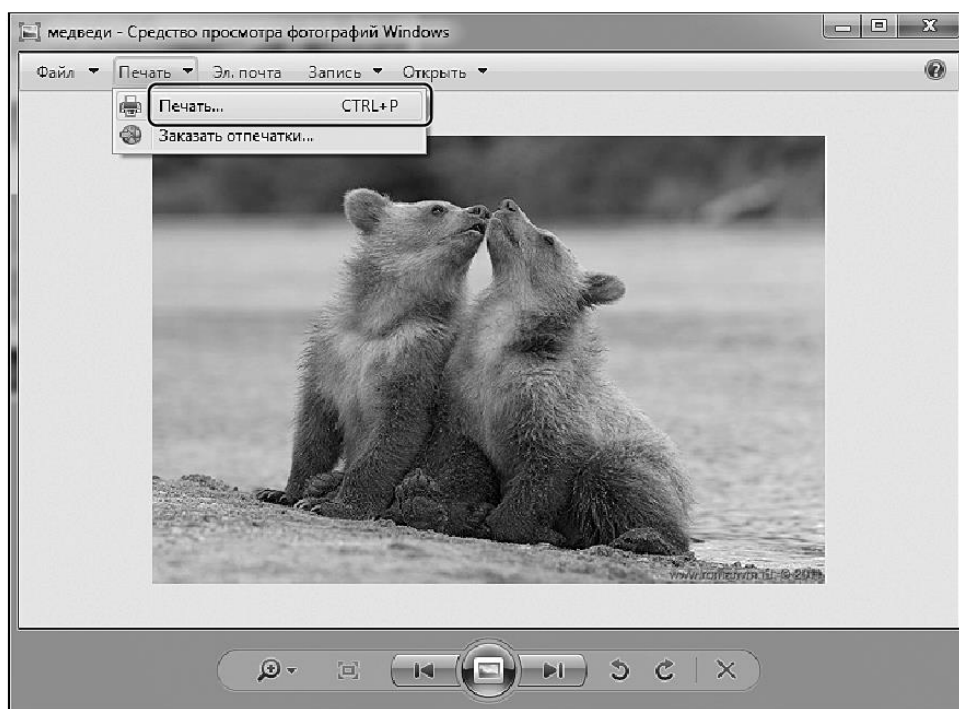 медведи - Средство просмотра фотографий Windows
Файл Печать Эл. почта Запись Открыть
Печать... CTRL+P
Заказать отпечатки...